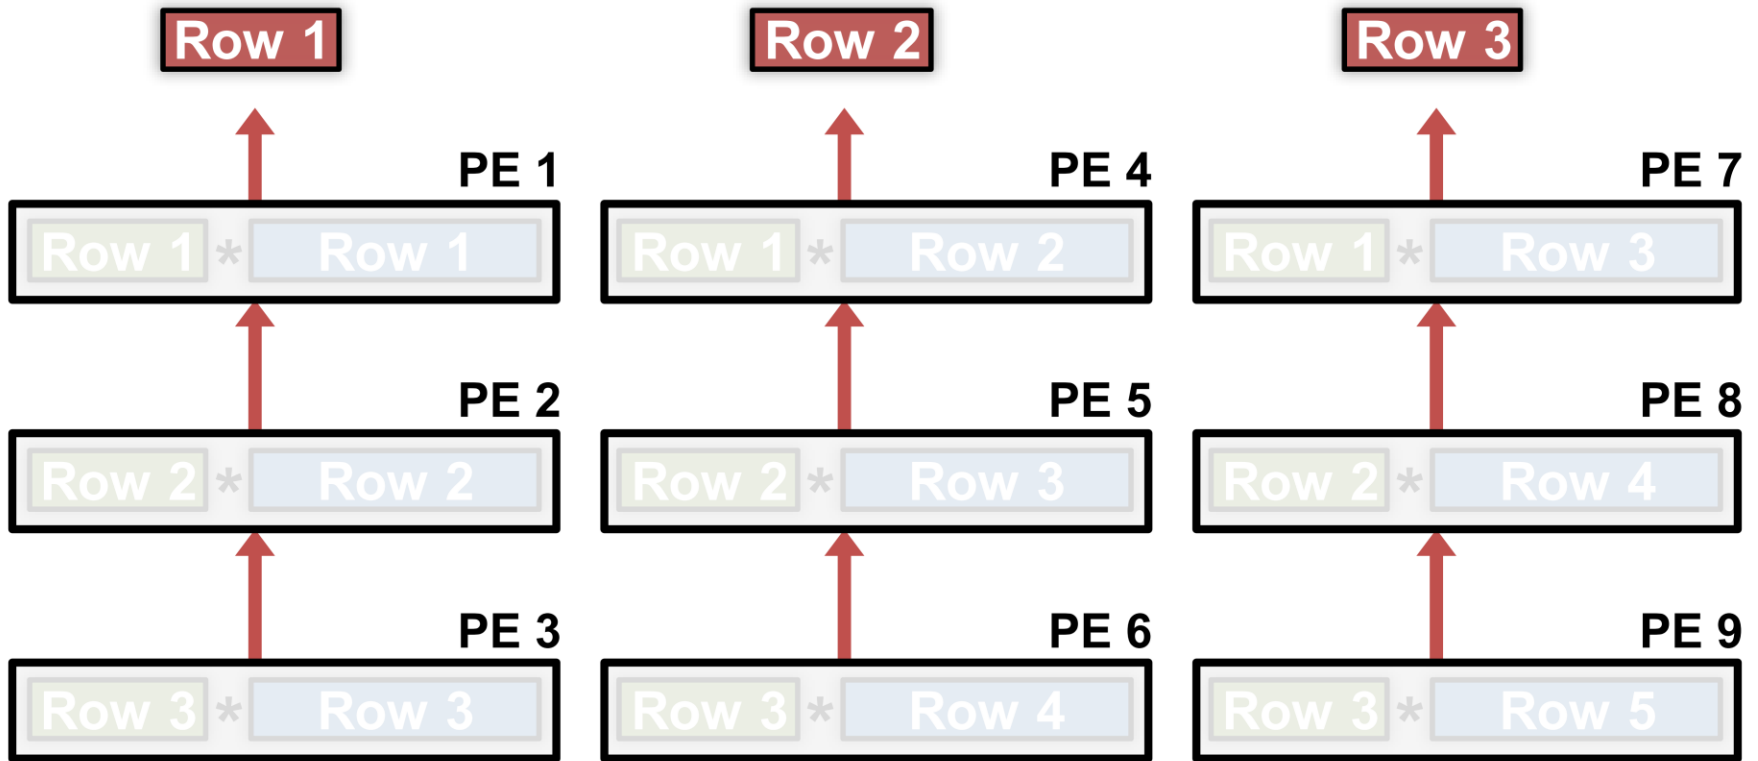 Row 1 Row 2 Row 3
PE 1 PE 4 PE 7
Row 1 * Row 1 Row 1 * Row 2 Row 1 * Row 3
PE 2 PE 5 PE 8
Row 2 * Row 2 Row 2 * Row 3 Row 2 * Row 4
PE 3 PE 6 PE 9
Row 3 * Row 3 Row 3 * Row 4 Row 3 * Row 5